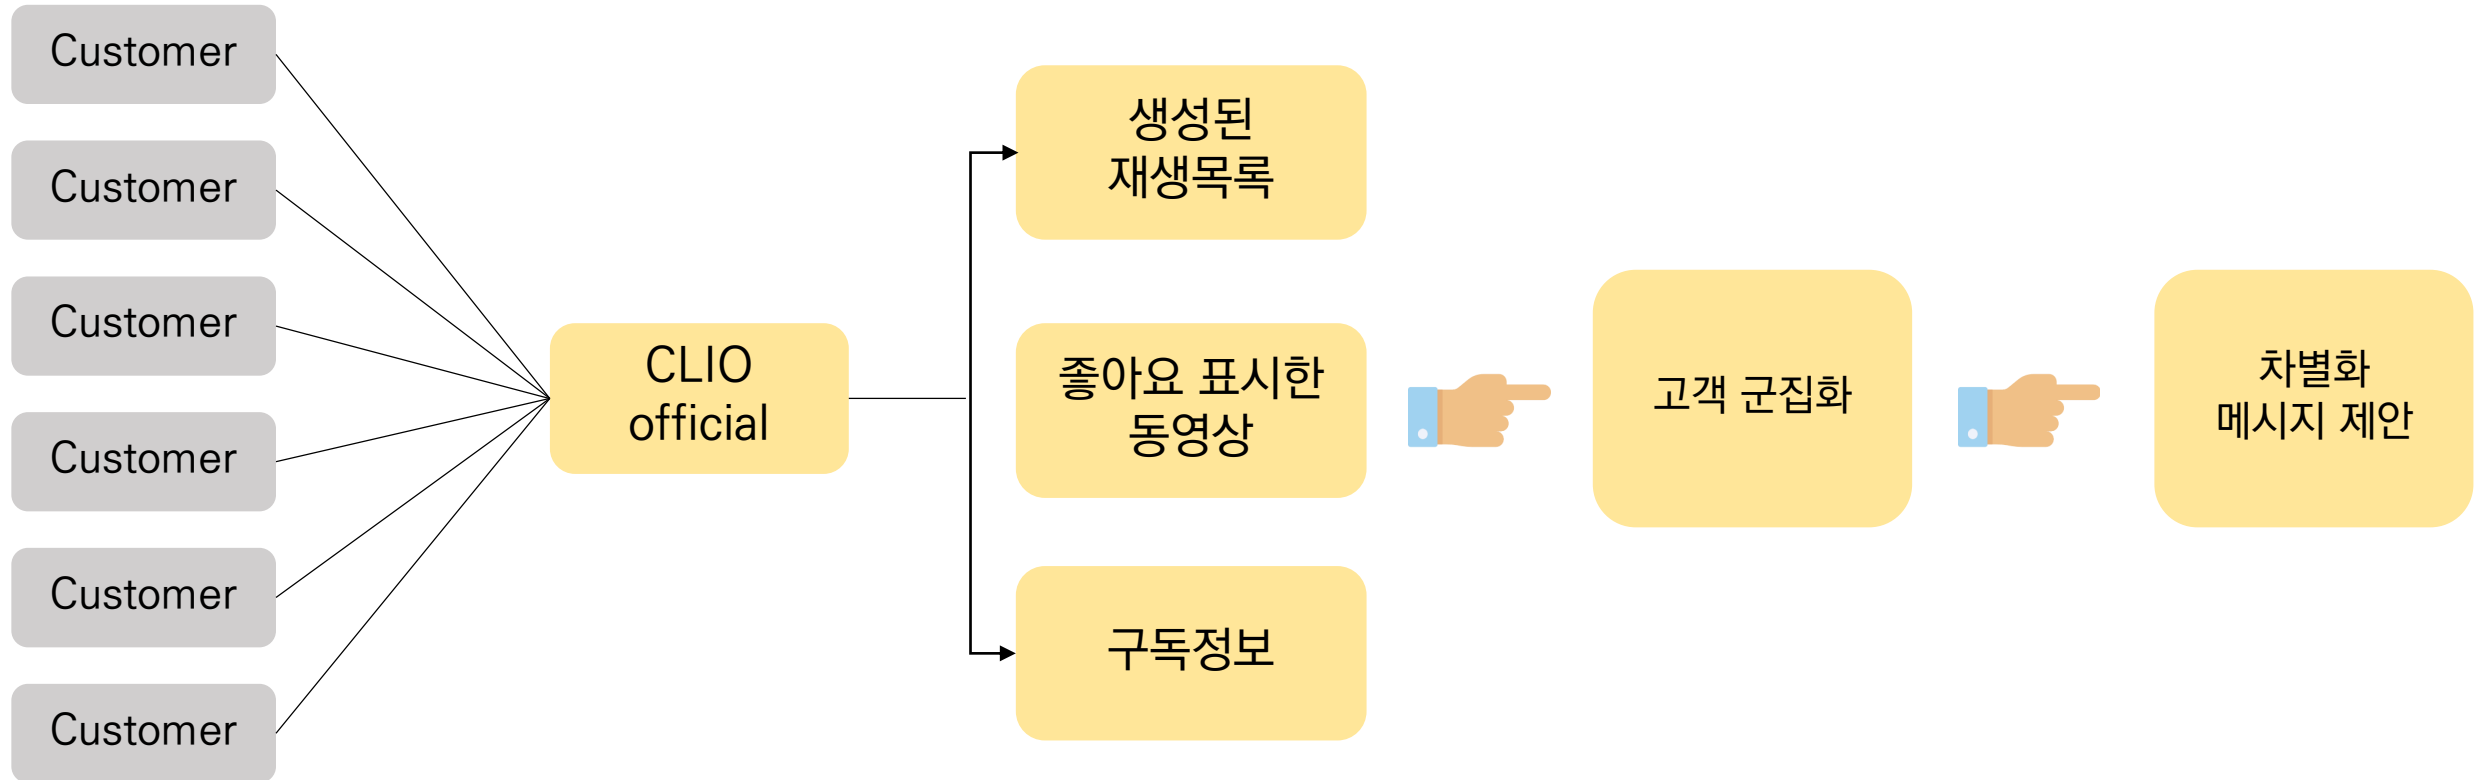 Customer
Customer
Customer
Customer
Customer
Customer
CLIO
official
생성된
재생목록
좋아요 표시한
동영상
구독정보
고객 군집화
차별화
메시지 제안